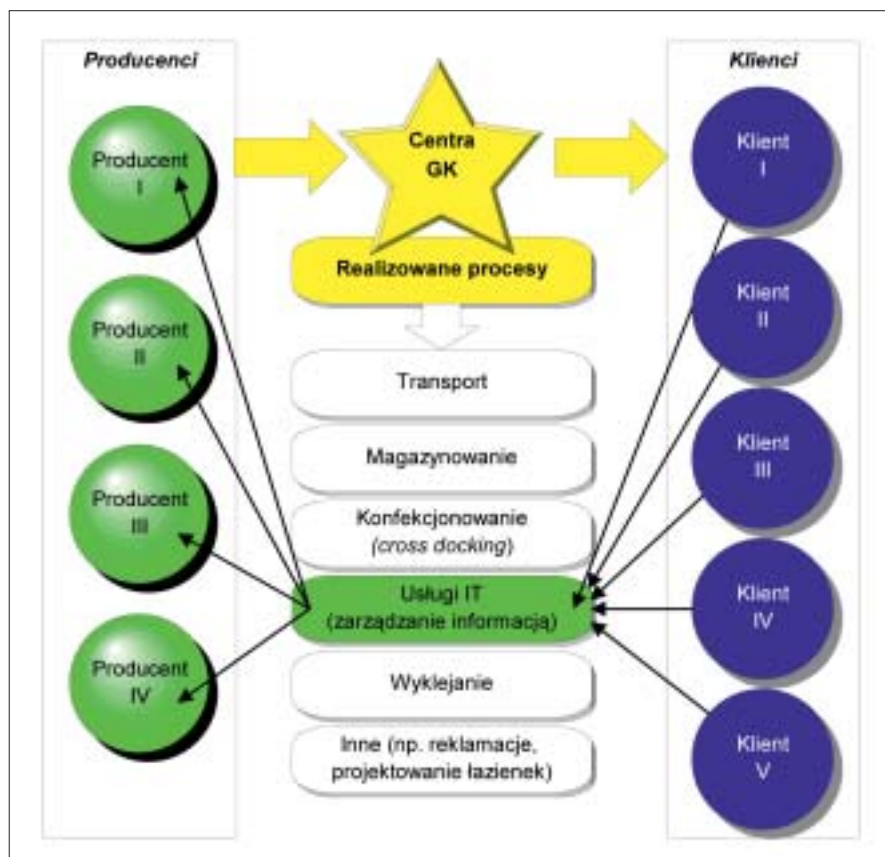 Producenci
Producent
I
Producent
II
Producent
III
Producent
IV
Centra
GK
Realizowane procesy
Transport
Magazynowanie
Konfekcjonowanie
(cross docking)
Usługi IT
(zarządzanie informacją)
Wyklejanie
Inne (np. reklamacje,
projektowanie łazienek)
Klienci
Klient
I
Klient
II
Klient
III
Klient
IV
Klient
V